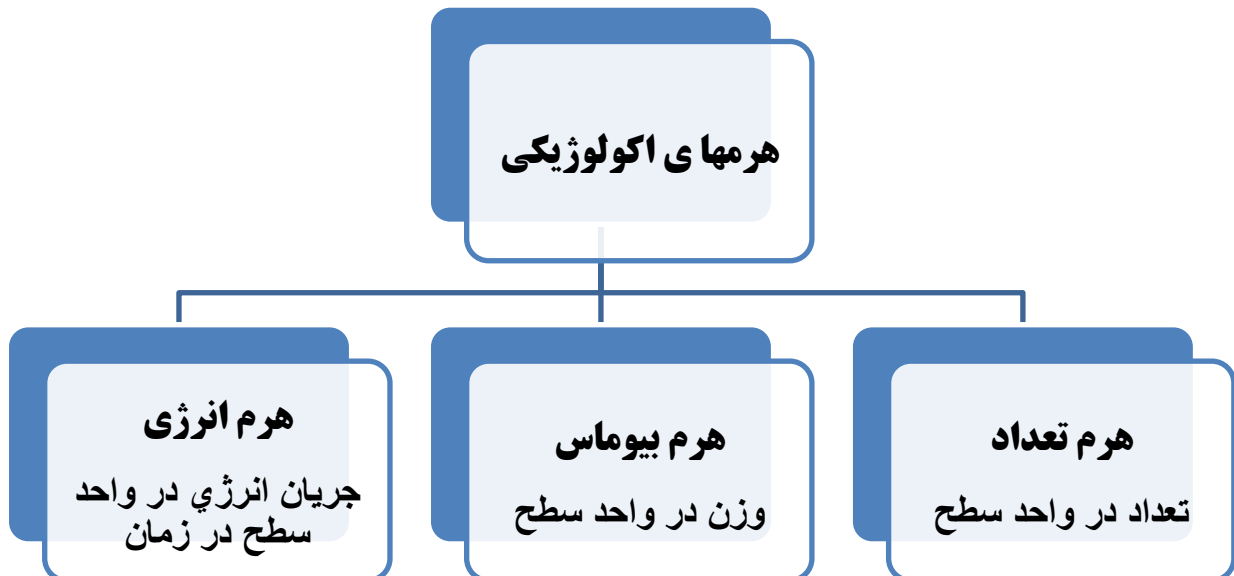 هرمها ی اکولوژیکی
هرم تعداد
تعداد در واحد سطح
هرم بیوماس
وزن در واحد سطح
هرم انرژی
جریان انرژي در واحد
سطح در زمان